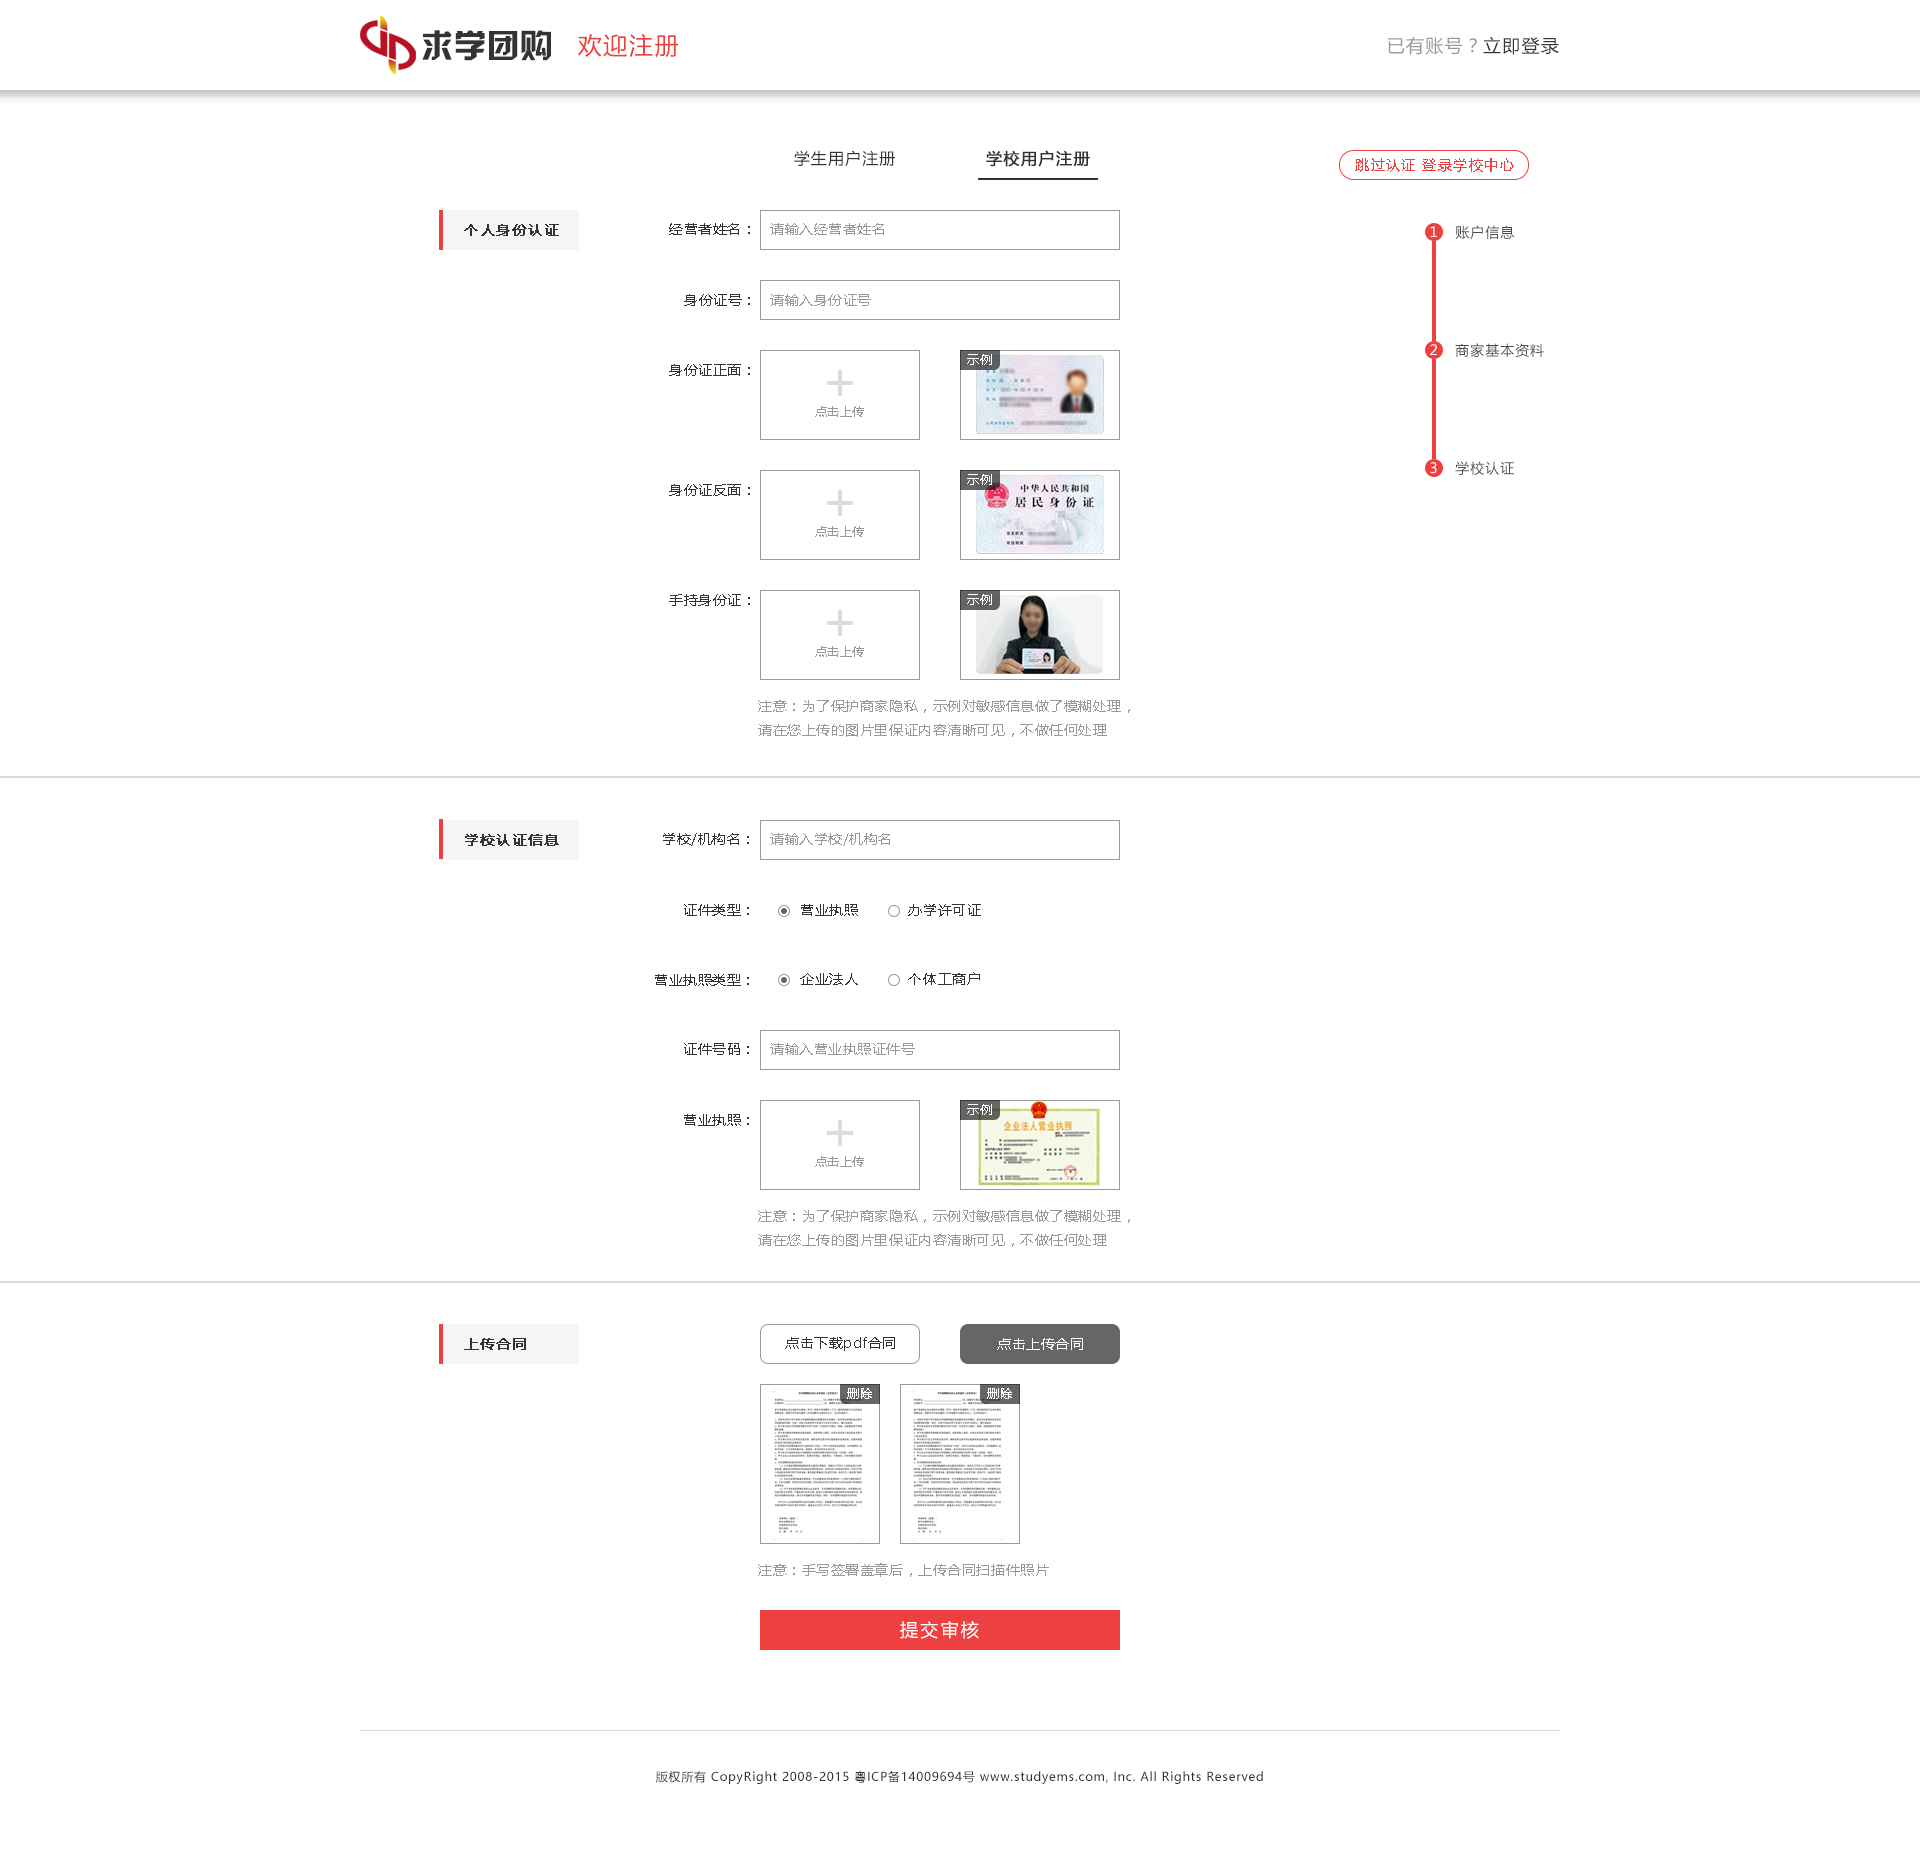 求学团购 欢迎注册
已有账号？立即登录
学生用户注册 学校用户注册
跳过认证 登录学校中心
个人身份认证
经营者姓名： 请输入经营者姓名
1 账户信息
身份证号： 请输入身份证号
2 商家基本资料
身份证正面： 点击上传 示例
3 学校认证
身份证反面： 点击上传 示例
中华人民共和国
居民身份证
手持身份证： 点击上传 示例
注意：为了保护商家隐私，示例对敏感信息做了模糊处理，
请在您上传的图片里保证内容清晰可见，不做任何处理
学校认证信息
学校/机构名： 请输入学校/机构名
证件类型： 营业执照 办学许可证
营业执照类型： 企业法人 个体工商户
证件号码： 请输入营业执照证件号
营业执照： 点击上传 示例
企业法人营业执照
注意：为了保护商家隐私，示例对敏感信息做了模糊处理，
请在您上传的图片里保证内容清晰可见，不做任何处理
上传合同
点击下载pdf合同 点击上传合同
删除 删除
注意：手写签署盖章后，上传合同扫描件照片
提交审核
版权所有 CopyRight 2008-2015 粤ICP备14009694号 www.studyems.com, Inc. All Rights Reserved